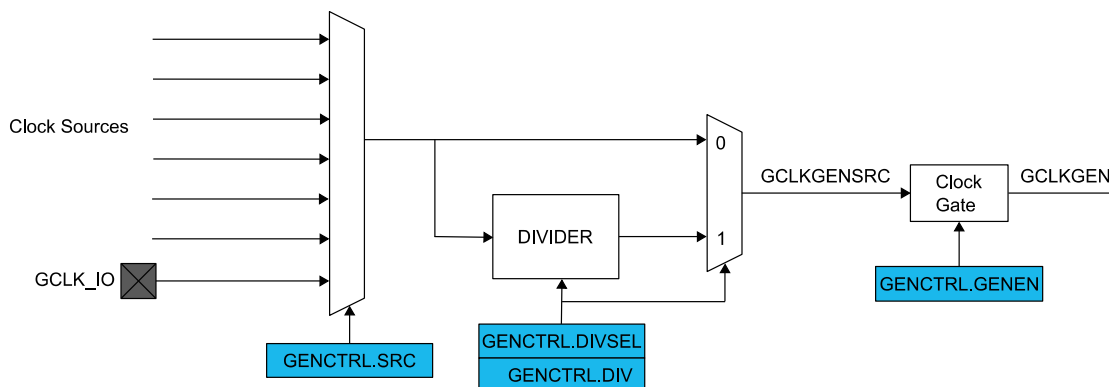 Clock Sources
GCLK_IO
GENCTRL.SRC
DIVIDER
GENCTRL.DIVSEL
GENCTRL.DIV
0
1
GCLKGENSRC
Clock
Gate
GCLKGEN
GENCTRL.GENEN